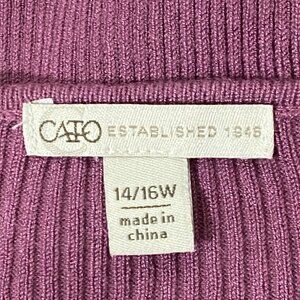 CATO ESTABLISHED 1946
14/16W
made in
china